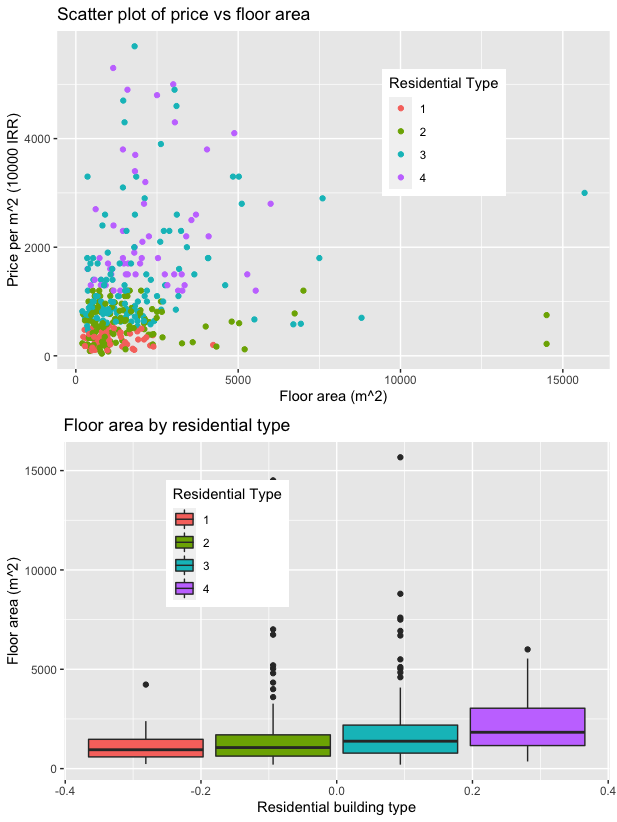 Scatter plot of price vs floor area
Price per m^2 (10000 IRR)
4000
2000
0
Residential Type
1
2
3
4
0 5000 10000 15000
Floor area (m^2)
Floor area by residential type
Floor area (m^2)
15000
10000
5000
0
Residential Type
1
2
3
4
-0.4 -0.2 0.0 0.2 0.4
Residential building type